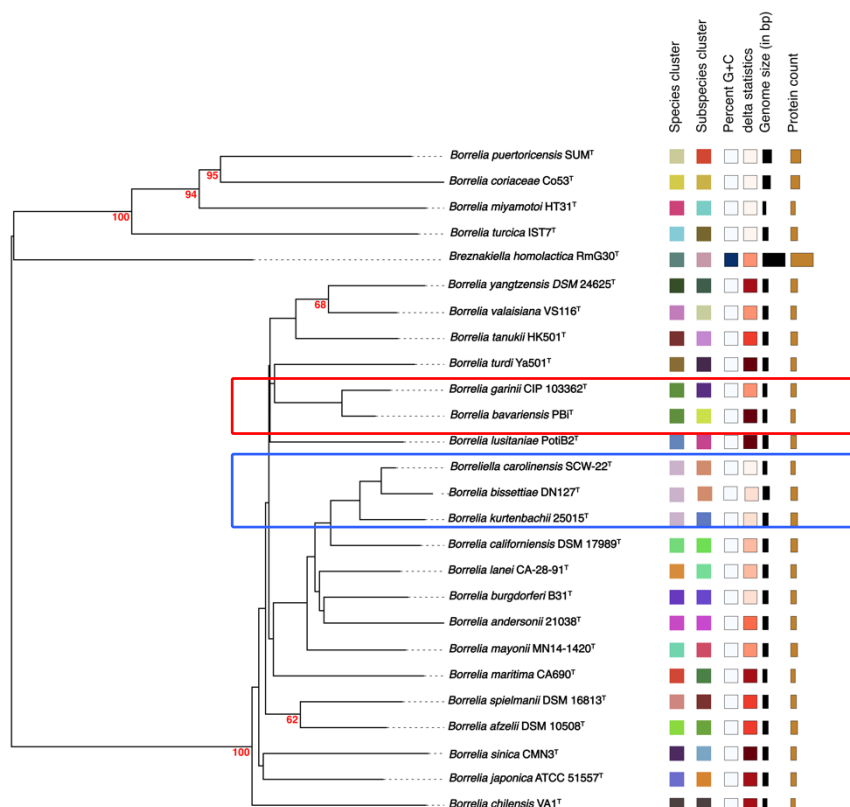 Species cluster
Subspecies cluster
Percent G+C
delta statistics
Genome size (in bp)
Protein count
Borrelia puertoricensis SUMᵀ
95
Borrelia coriaceae Co53ᵀ
94
Borrelia miyamotoi HT31ᵀ
100
Borrelia turcica IST7ᵀ
Breznakiella homolactica RmG30ᵀ
Borrelia yangtzensis DSM 24625ᵀ
68
Borrelia valaisiana VS116ᵀ
Borrelia tanukii HK501ᵀ
Borrelia turdi Ya501ᵀ
Borrelia garinii CIP 103362ᵀ
Borrelia bavariensis PBiᵀ
Borrelia lusitaniae PotiB2ᵀ
Borreliella carolinensis SCW-22ᵀ
Borrelia bissettiae DN127ᵀ
Borrelia kurtenbachii 25015ᵀ
Borrelia californiensis DSM 17989ᵀ
Borrelia lanei CA-28-91ᵀ
Borrelia burgdorferi B31ᵀ
Borrelia andersonii 21038ᵀ
Borrelia mayonii MN14-1420ᵀ
Borrelia maritima CA690ᵀ
Borrelia spielmanii DSM 16813ᵀ
62
Borrelia afzelii DSM 10508ᵀ
100
Borrelia sinica CMN3ᵀ
Borrelia japonica ATCC 51557ᵀ
Borrelia chilensis VA1ᵀ